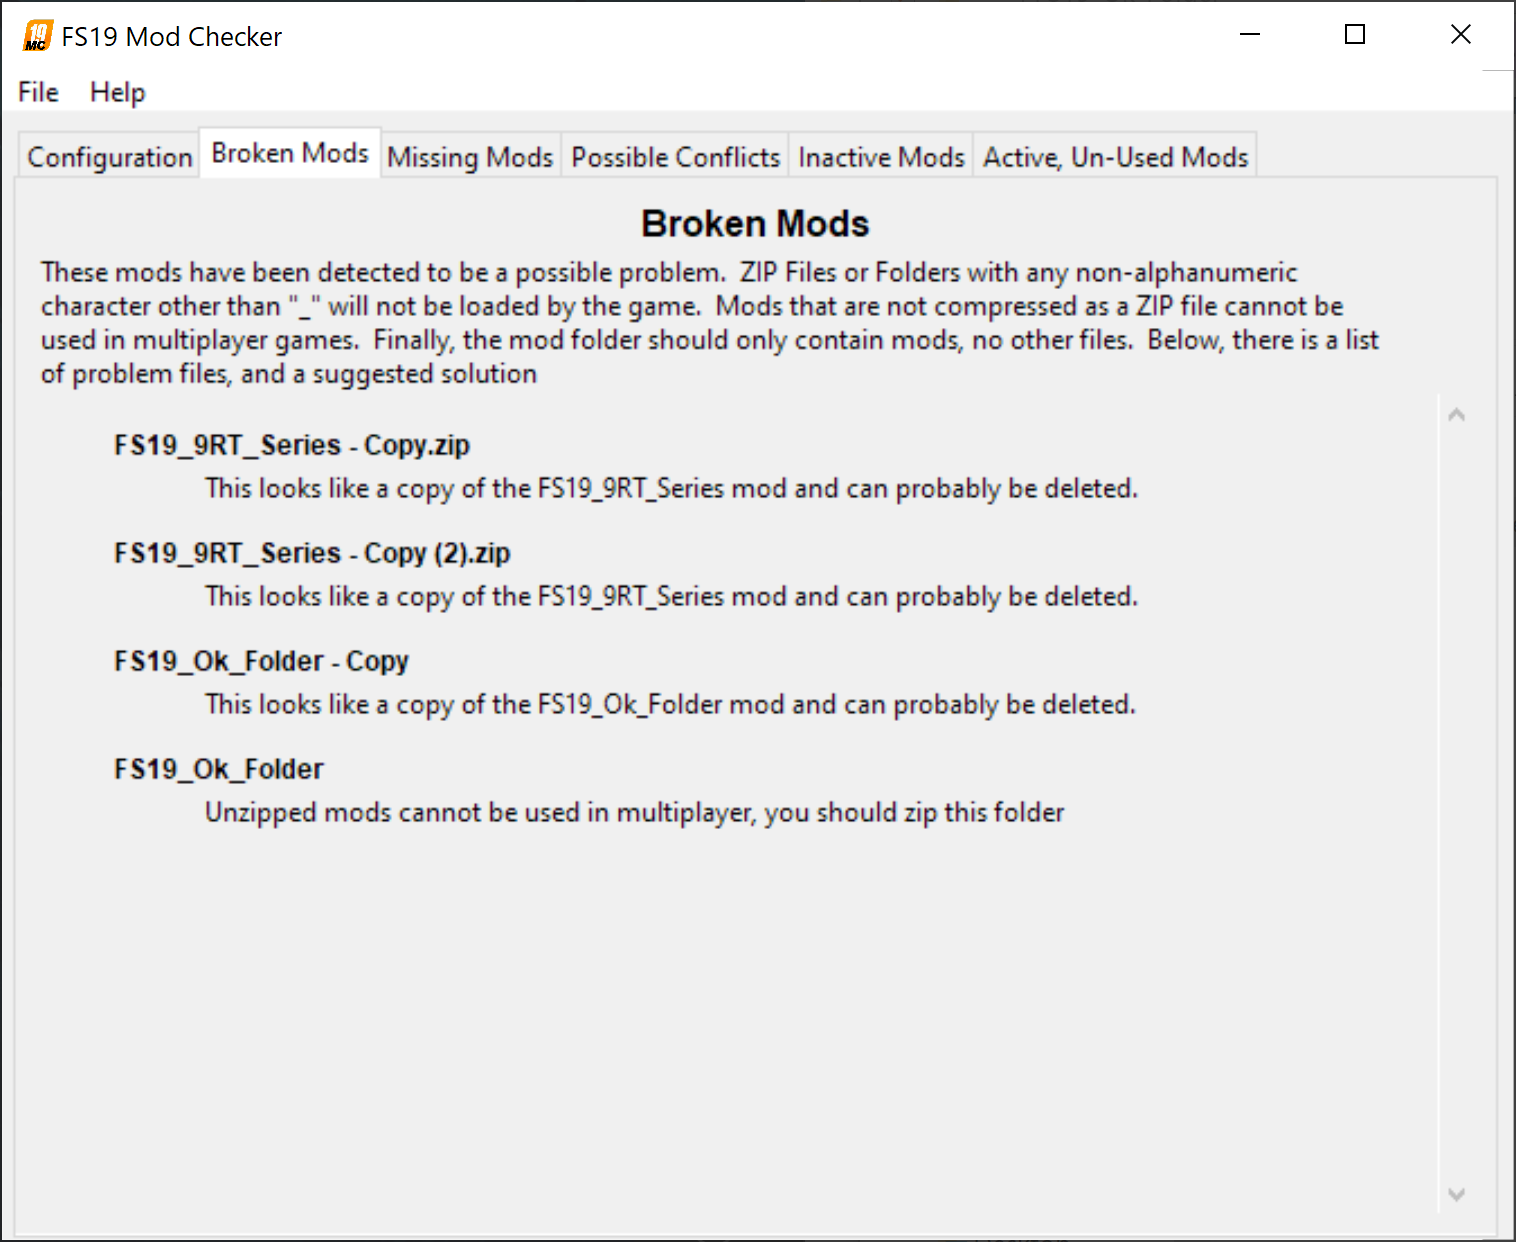 19
MC
FS19 Mod Checker
File Help
Configuration Broken Mods Missing Mods Possible Conflicts Inactive Mods Active, Un-Used Mods
Broken Mods
These mods have been detected to be a possible problem.  ZIP Files or Folders with any non-alphanumeric
character other than "_" will not be loaded by the game.  Mods that are not compressed as a ZIP file cannot be
used in multiplayer games.  Finally, the mod folder should only contain mods, no other files.  Below, there is a list
of problem files, and a suggested solution
FS19_9RT_Series - Copy.zip
This looks like a copy of the FS19_9RT_Series mod and can probably be deleted.
FS19_9RT_Series - Copy (2).zip
This looks like a copy of the FS19_9RT_Series mod and can probably be deleted.
FS19_Ok_Folder - Copy
This looks like a copy of the FS19_Ok_Folder mod and can probably be deleted.
FS19_Ok_Folder
Unzipped mods cannot be used in multiplayer, you should zip this folder